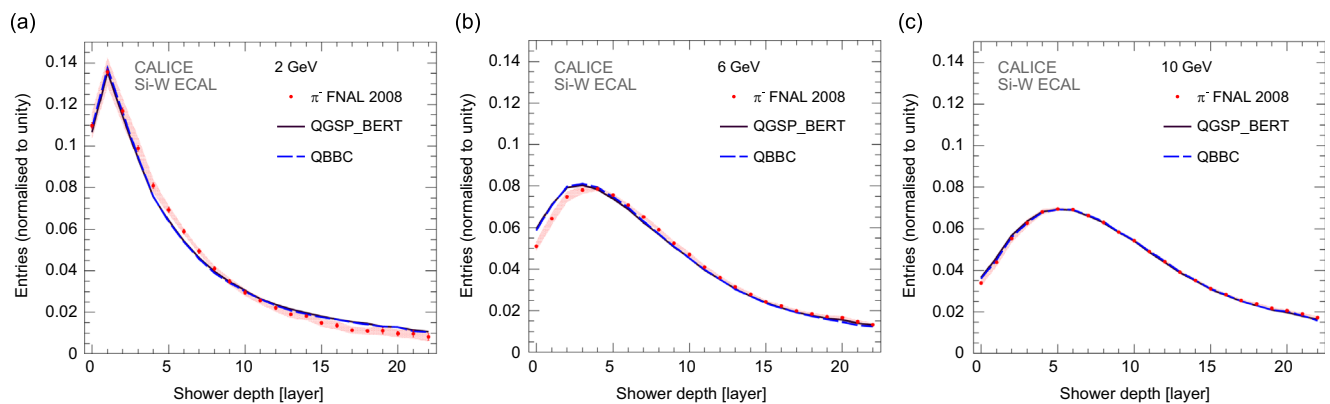 (a)
Entries (normalised to unity)
0.14
0.12
0.1
0.08
0.06
0.04
0.02
0
CALICE
Si-W ECAL
2 GeV
π⁻ FNAL 2008
QGSP_BERT
QBBC
0 5 10 15 20
Shower depth [layer]
(b)
Entries (normalised to unity)
0.14
0.12
0.1
0.08
0.06
0.04
0.02
0
CALICE
Si-W ECAL
6 GeV
π⁻ FNAL 2008
QGSP_BERT
QBBC
0 5 10 15 20
Shower depth [layer]
(c)
Entries (normalised to unity)
0.14
0.12
0.1
0.08
0.06
0.04
0.02
0
CALICE
Si-W ECAL
10 GeV
π⁻ FNAL 2008
QGSP_BERT
QBBC
0 5 10 15 20
Shower depth [layer]